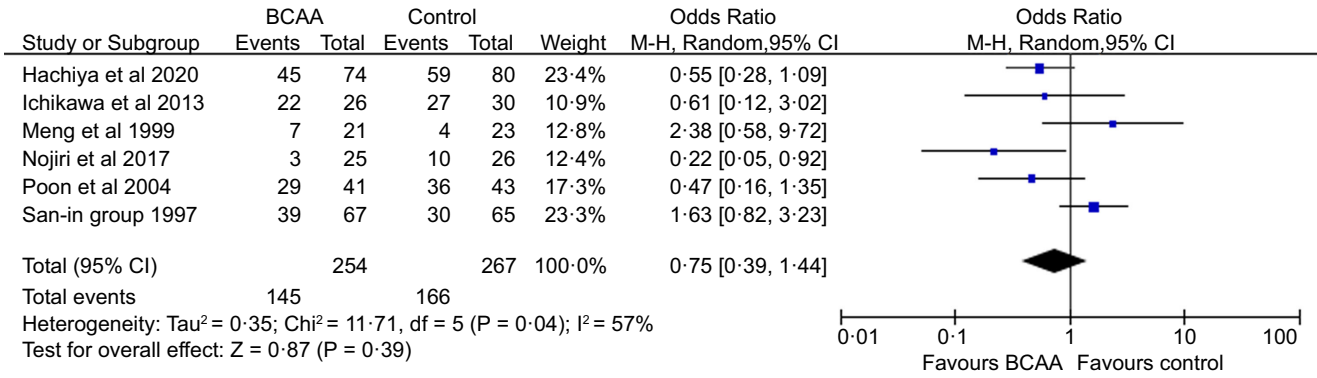 BCAA Control Odds Ratio Odds Ratio
Study or Subgroup Events Total Events Total Weight M-H, Random,95% CI M-H, Random,95% CI
Hachiya et al 2020 45 74 59 80 23·4% 0·55 [0·28, 1·09]
Ichikawa et al 2013 22 26 27 30 10·9% 0·61 [0·12, 3·02]
Meng et al 1999 7 21 4 23 12·8% 2·38 [0·58, 9·72]
Nojiri et al 2017 3 25 10 26 12·4% 0·22 [0·05, 0·92]
Poon et al 2004 29 41 36 43 17·3% 0·47 [0·16, 1·35]
San-in group 1997 39 67 30 65 23·3% 1·63 [0·82, 3·23]
Total (95% CI) 254 267 100·0% 0·75 [0·39, 1·44]
Total events 145 166
Heterogeneity: Tau² = 0·35; Chi² = 11·71, df = 5 (P = 0·04); I² = 57%
Test for overall effect: Z = 0·87 (P = 0·39)
0·01 0·1 1 10 100
Favours BCAA Favours control